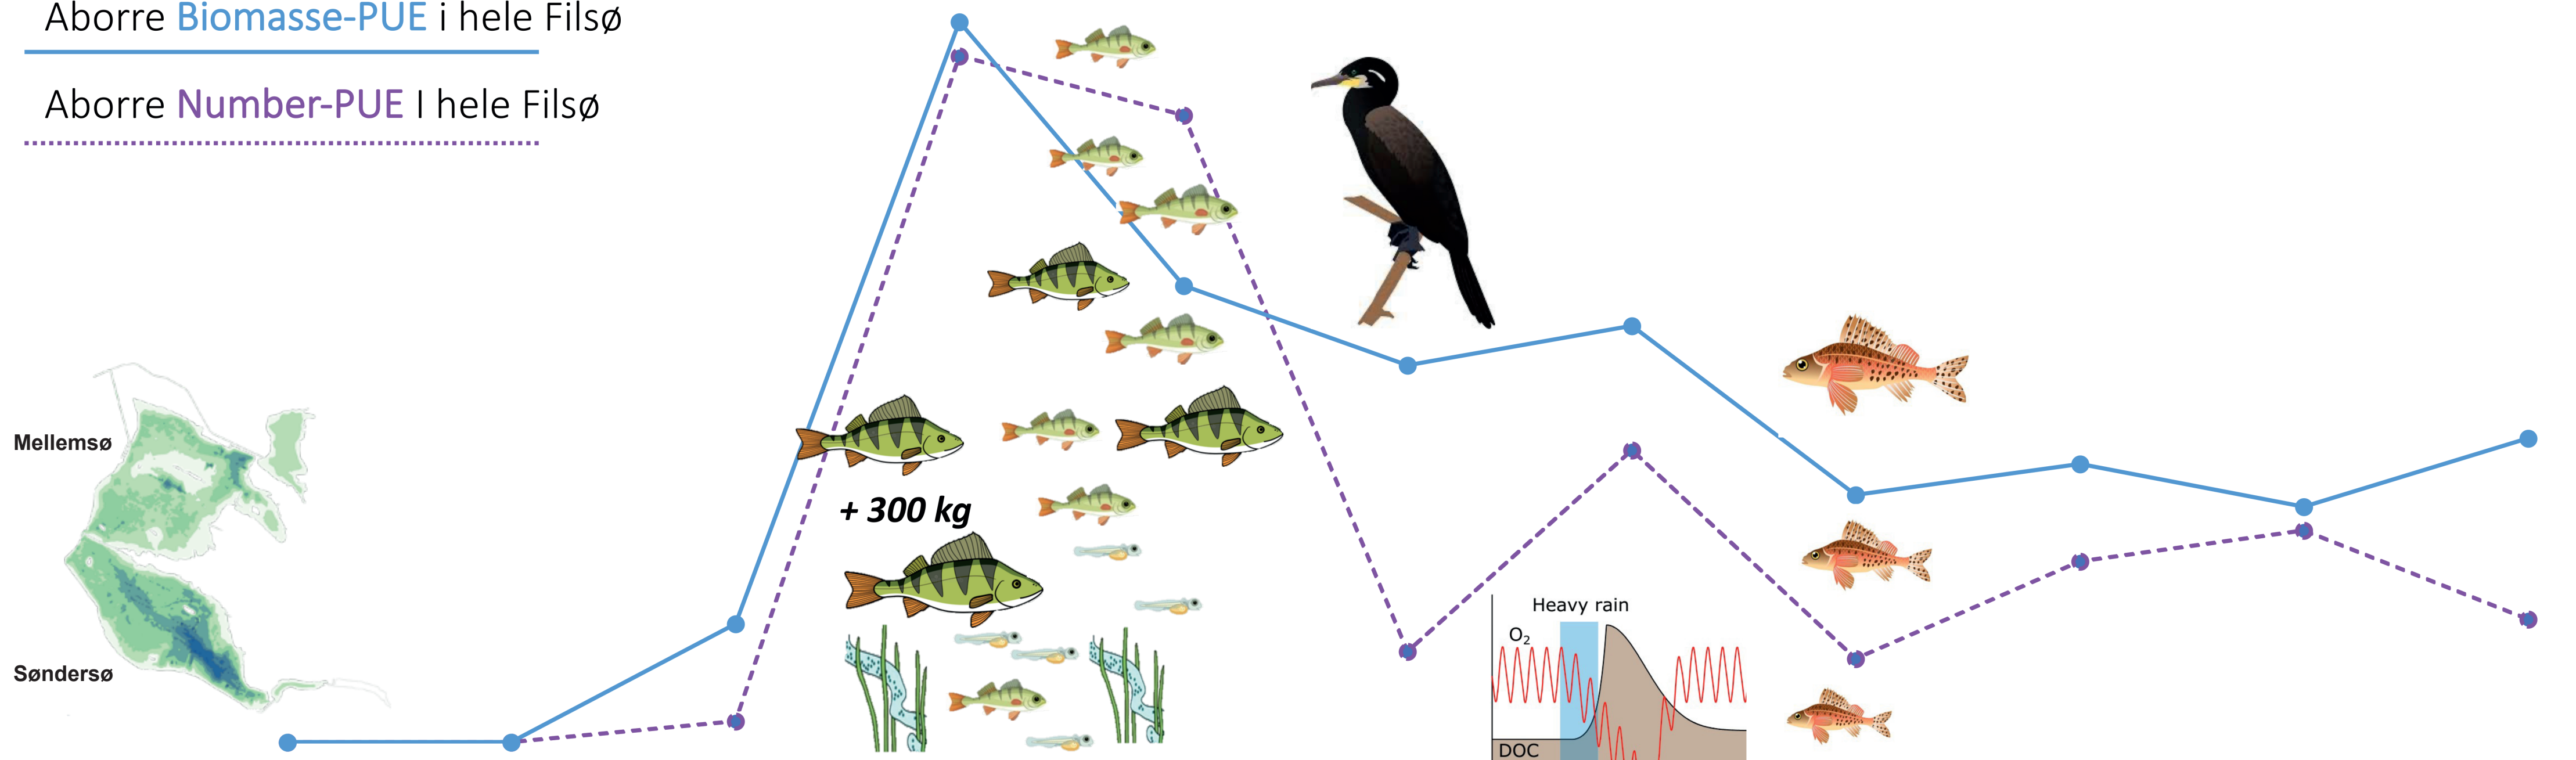 Aborre Biomasse-PUE i hele Filsø
Aborre Number-PUE I hele Filsø
Mellemsø
+ 300 kg
Heavy rain
O₂
Søndersø
DOC